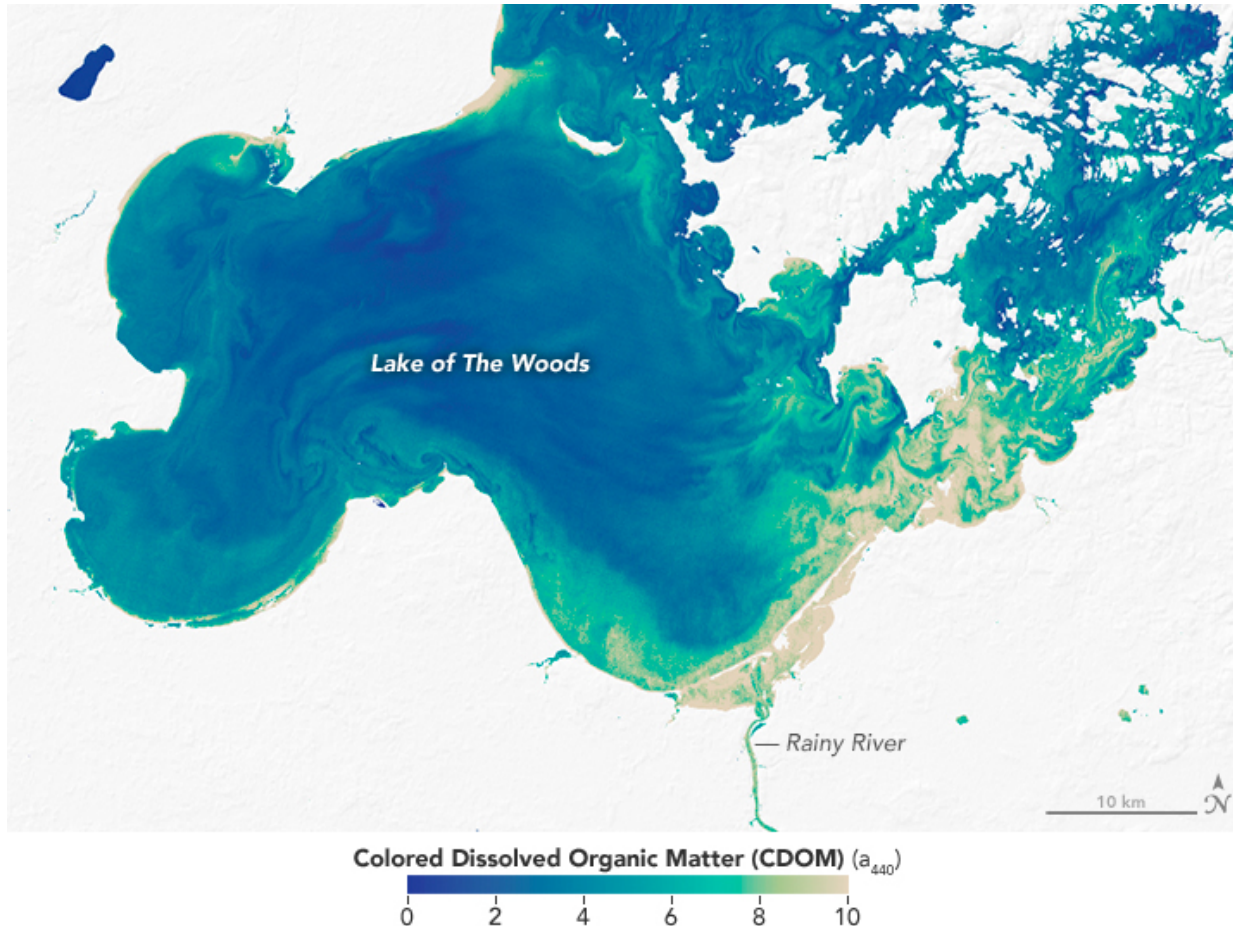 Lake of The Woods
Rainy River
10 km
N
Colored Dissolved Organic Matter (CDOM) (a440)
0 2 4 6 8 10